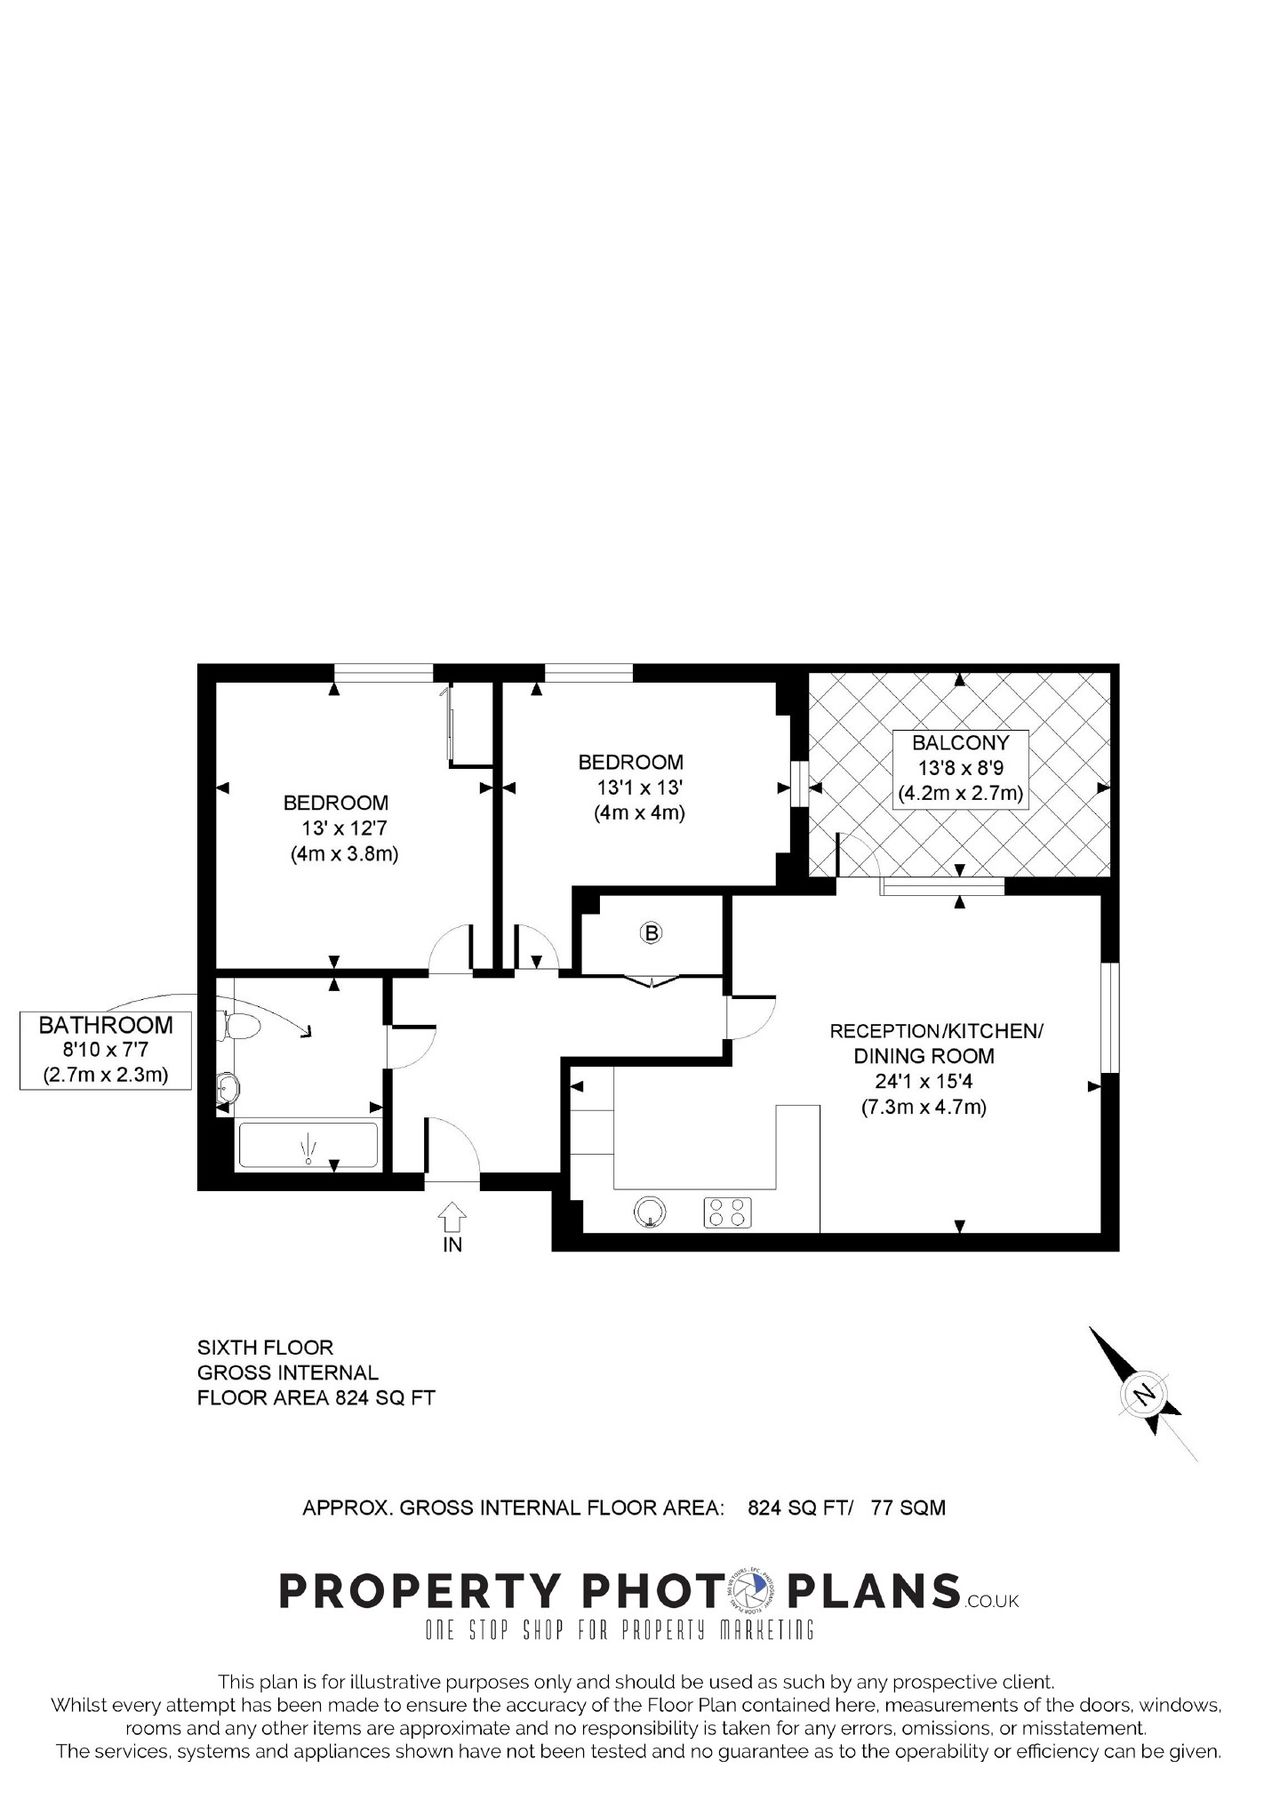 BALCONY
13'8 x 8'9
(4.2m x 2.7m)
BEDROOM
13'1 x 13'
(4m x 4m)
BEDROOM
13' x 12'7
(4m x 3.8m)
B
BATHROOM
8'10 x 7'7
(2.7m x 2.3m)
RECEPTION/KITCHEN/
DINING ROOM
24'1 x 15'4
(7.3m x 4.7m)
IN
SIXTH FLOOR
GROSS INTERNAL
FLOOR AREA 824 SQ FT
N
APPROX. GROSS INTERNAL FLOOR AREA: 824 SQ FT/ 77 SQM
PROPERTY PHOT PLANS.CO.UK
ONE STOP SHOP FOR PROPERTY MARKETING
This plan is for illustrative purposes only and should be used as such by any prospective client.
Whilst every attempt has been made to ensure the accuracy of the Floor Plan contained here, measurements of the doors, windows,
rooms and any other items are approximate and no responsibility is taken for any errors, omissions, or misstatement.
The services, systems and appliances shown have not been tested and no guarantee as to the operability or efficiency can be given.